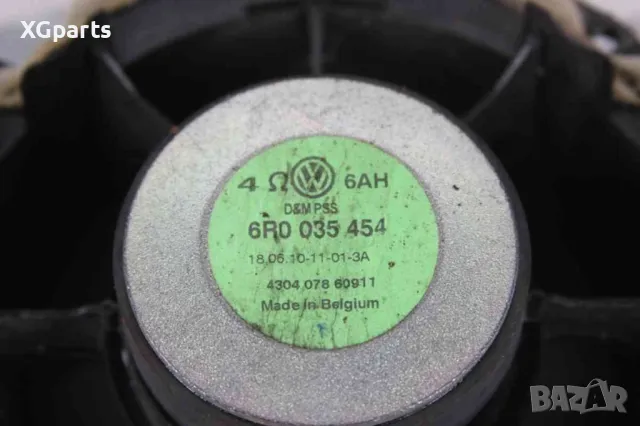 XGparts
4 Ω 6AH
D&M PSS
6R0 035 454
18.06.10-11-01-3A
4304 078 60911
Made in Belgium
BAZAR